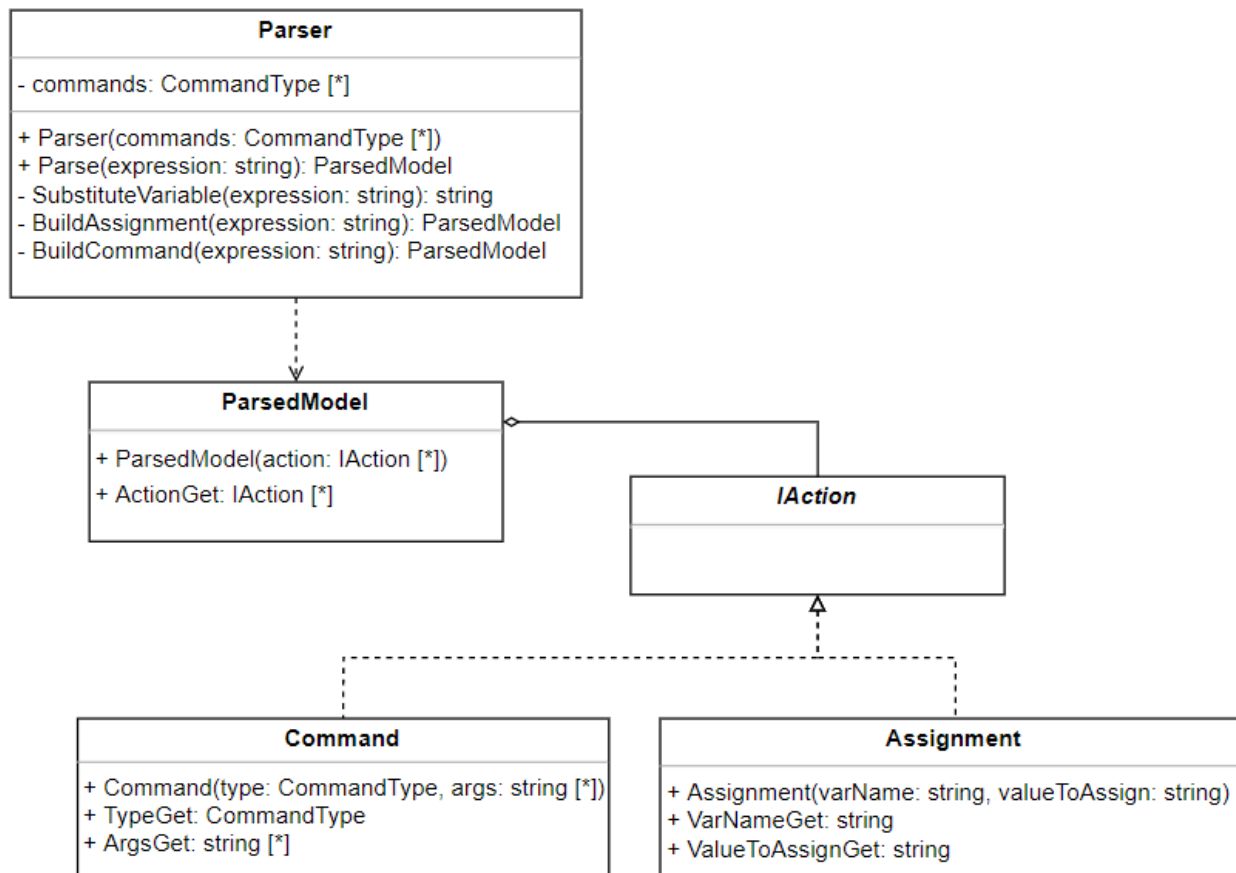 Parser
- commands: CommandType [*]
+ Parser(commands: CommandType [*])
+ Parse(expression: string): ParsedModel
- SubstituteVariable(expression: string): string
- BuildAssignment(expression: string): ParsedModel
- BuildCommand(expression: string): ParsedModel
ParsedModel
+ ParsedModel(action: IAction [*])
+ ActionGet: IAction [*]
IAction
Command
+ Command(type: CommandType, args: string [*])
+ TypeGet: CommandType
+ ArgsGet: string [*]
Assignment
+ Assignment(varName: string, valueToAssign: string)
+ VarNameGet: string
+ ValueToAssignGet: string